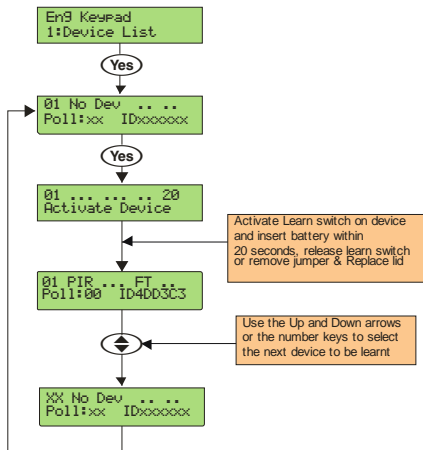 En9 Keypad
1:Device List
Yes
01 No Dev .. ..
Poll:xx IDxxxxxx
Yes
01 ... ... .. 20
Activate Device
Activate Learn switch on device
and insert battery within
20 seconds, release learn switch
or remove jumper & Replace lid
01 PIR ... FT ..
Poll:00 ID4DD3C3
Use the Up and Down arrows
or the number keys to select
the next device to be learnt
XX No Dev .. ..
Poll:xx IDxxxxxx